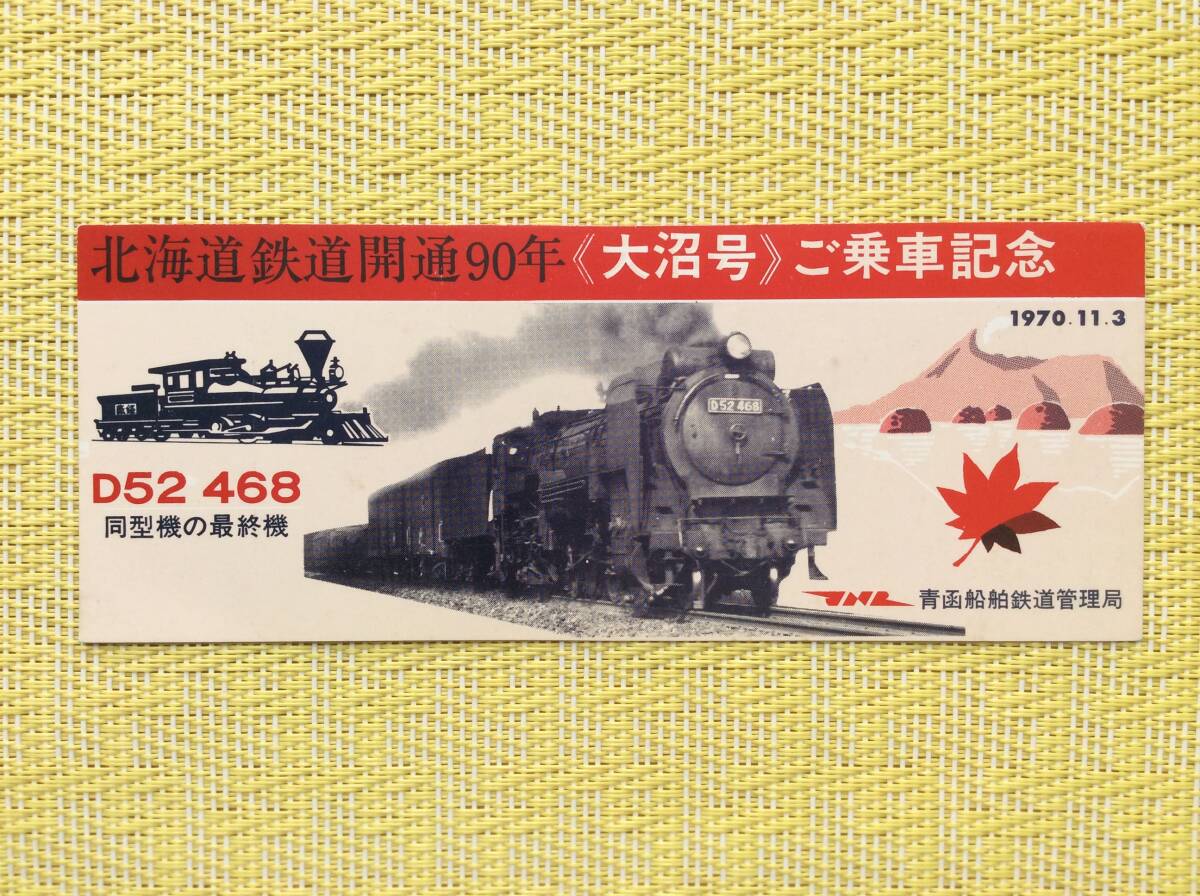 北海道鉄道開通90年《大沼号》ご乗車記念
1970.11.3
D52 468
D52 468
同型機の最終機
JNR 青函船舶鉄道管理局